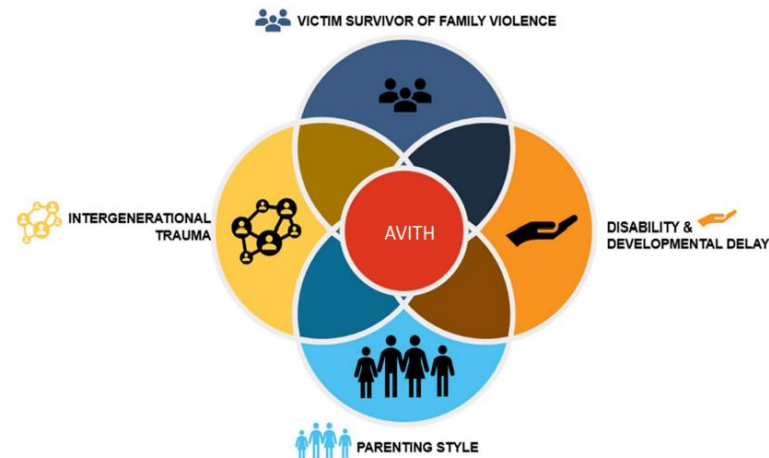 VICTIM SURVIVOR OF FAMILY VIOLENCE
INTERGENERATIONAL
TRAUMA
AVITH
DISABILITY &
DEVELOPMENTAL DELAY
PARENTING STYLE